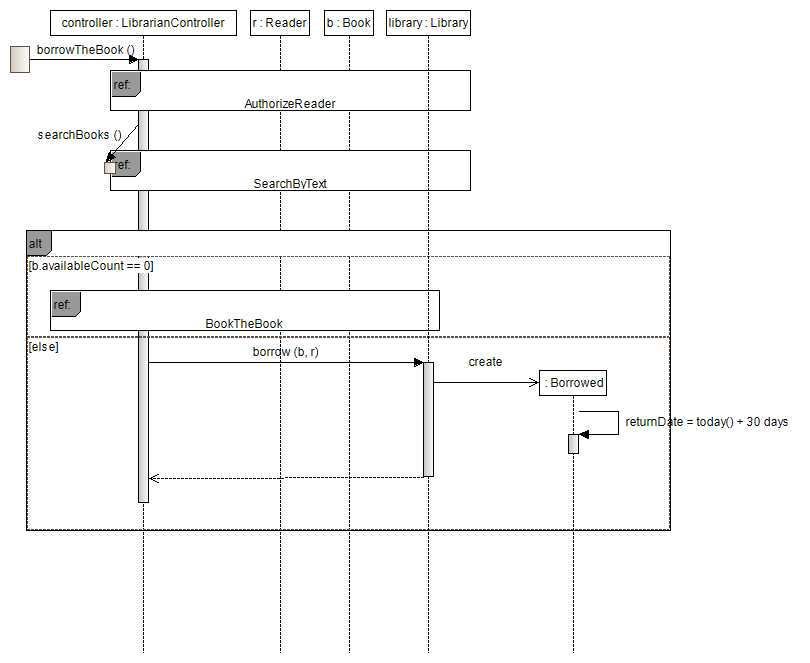 controller : LibrarianController
r : Reader
b : Book
library : Library
borrowTheBook ()
ref:
AuthorizeReader
searchBooks ()
ref:
SearchByText
alt
[b.availableCount == 0]
ref:
BookTheBook
[else]
borrow (b, r)
create
: Borrowed
returnDate = today() + 30 days